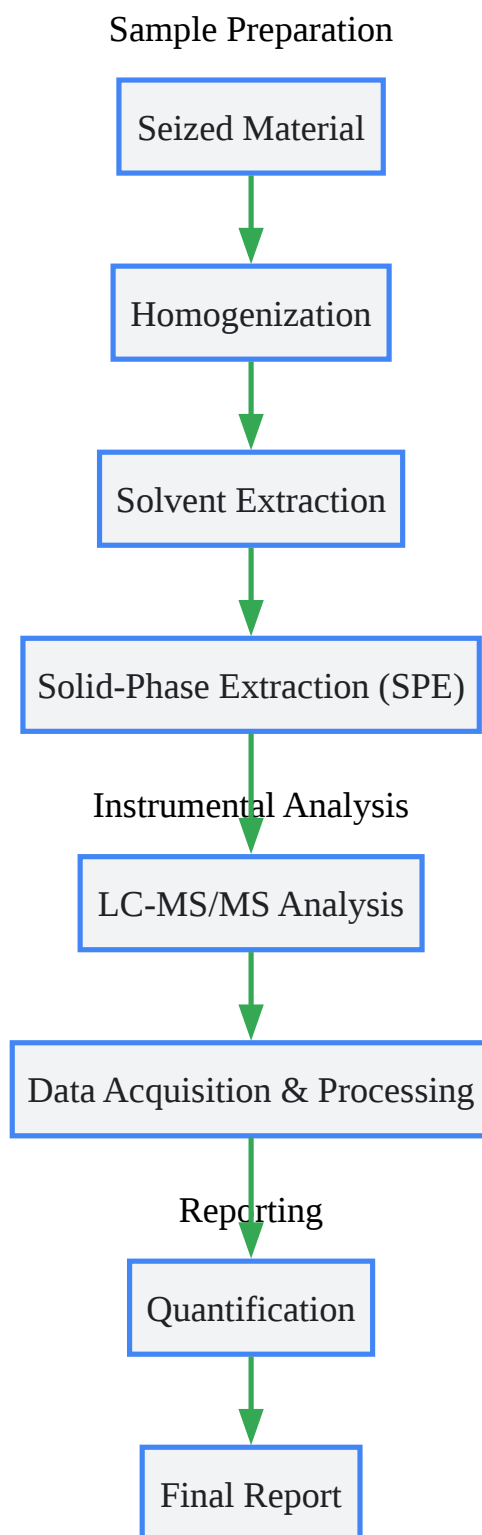 Sample Preparation
Seized Material
Homogenization
Solvent Extraction
Solid-Phase Extraction (SPE)
Instrumental Analysis
LC-MS/MS Analysis
Data Acquisition & Processing
Reporting
Quantification
Final Report